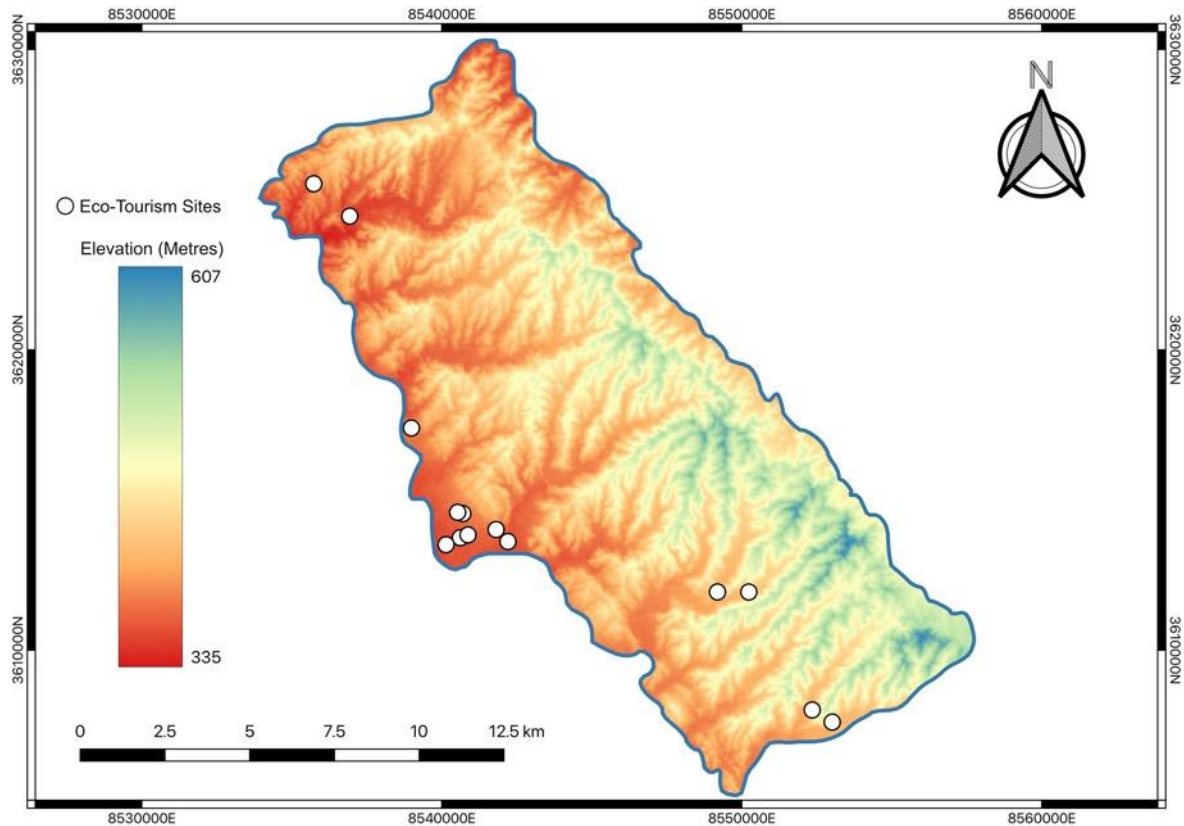 8530000E 8540000E 8550000E 8560000E
3630000N
3630000N
N
Eco-Tourism Sites
Elevation (Metres)
607
3620000N
3620000N
335
3610000N
3610000N
0 2.5 5 7.5 10 12.5 km
8530000E 8540000E 8550000E 8560000E